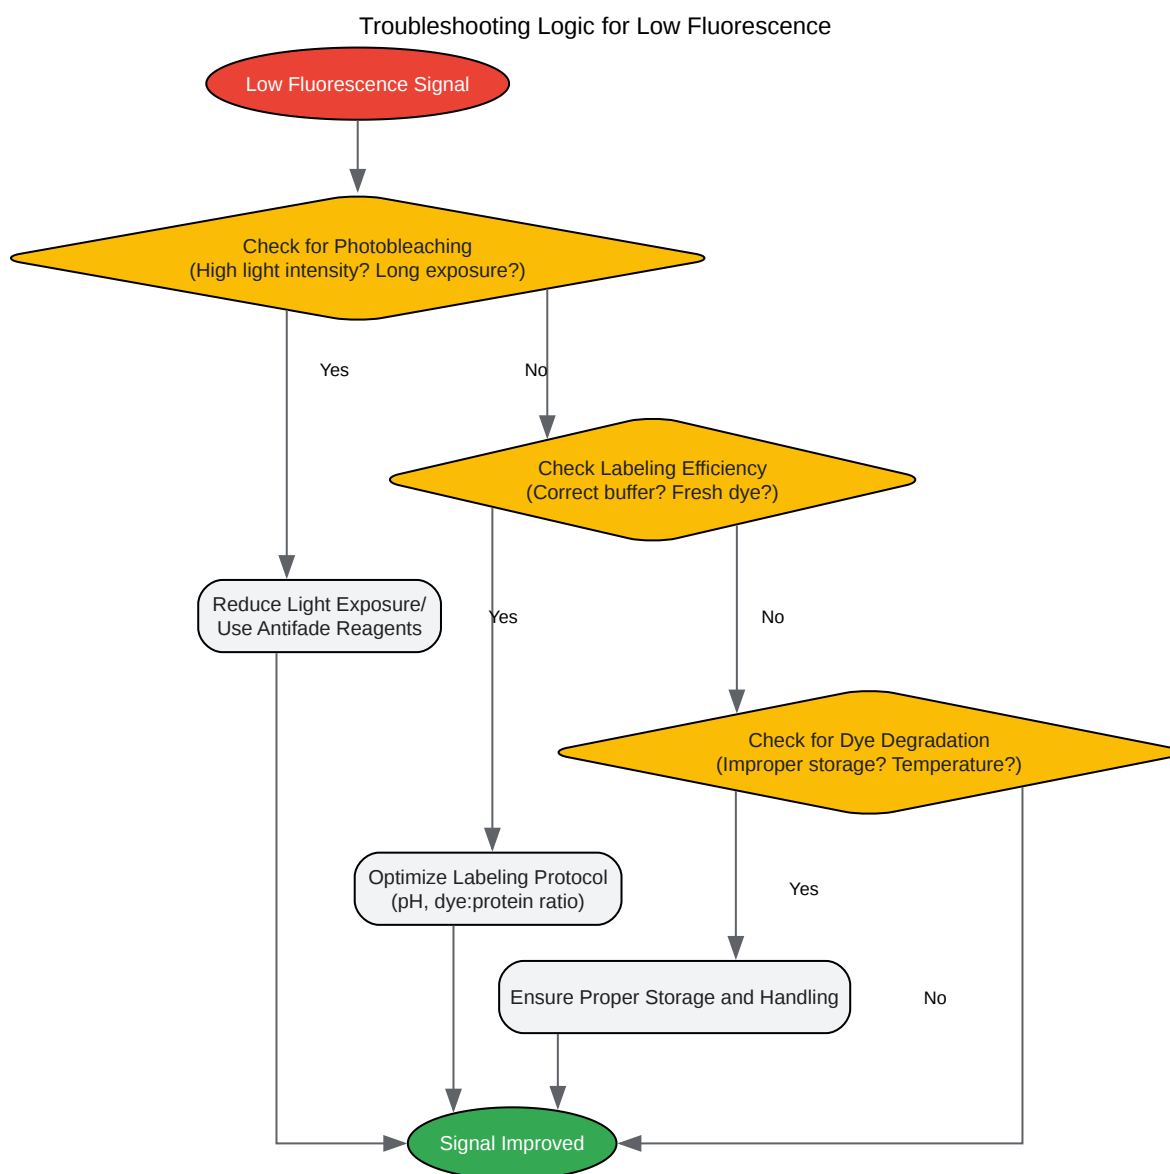 Troubleshooting Logic for Low Fluorescence
Low Fluorescence Signal
Check for Photobleaching
(High light intensity? Long exposure?)
Yes
No
Check Labeling Efficiency
(Correct buffer? Fresh dye?)
Reduce Light Exposure/
Use Antifade Reagents
Yes
No
Check for Dye Degradation
(Improper storage? Temperature?)
Optimize Labeling Protocol
(pH, dye:protein ratio)
Yes
Ensure Proper Storage and Handling
No
Signal Improved